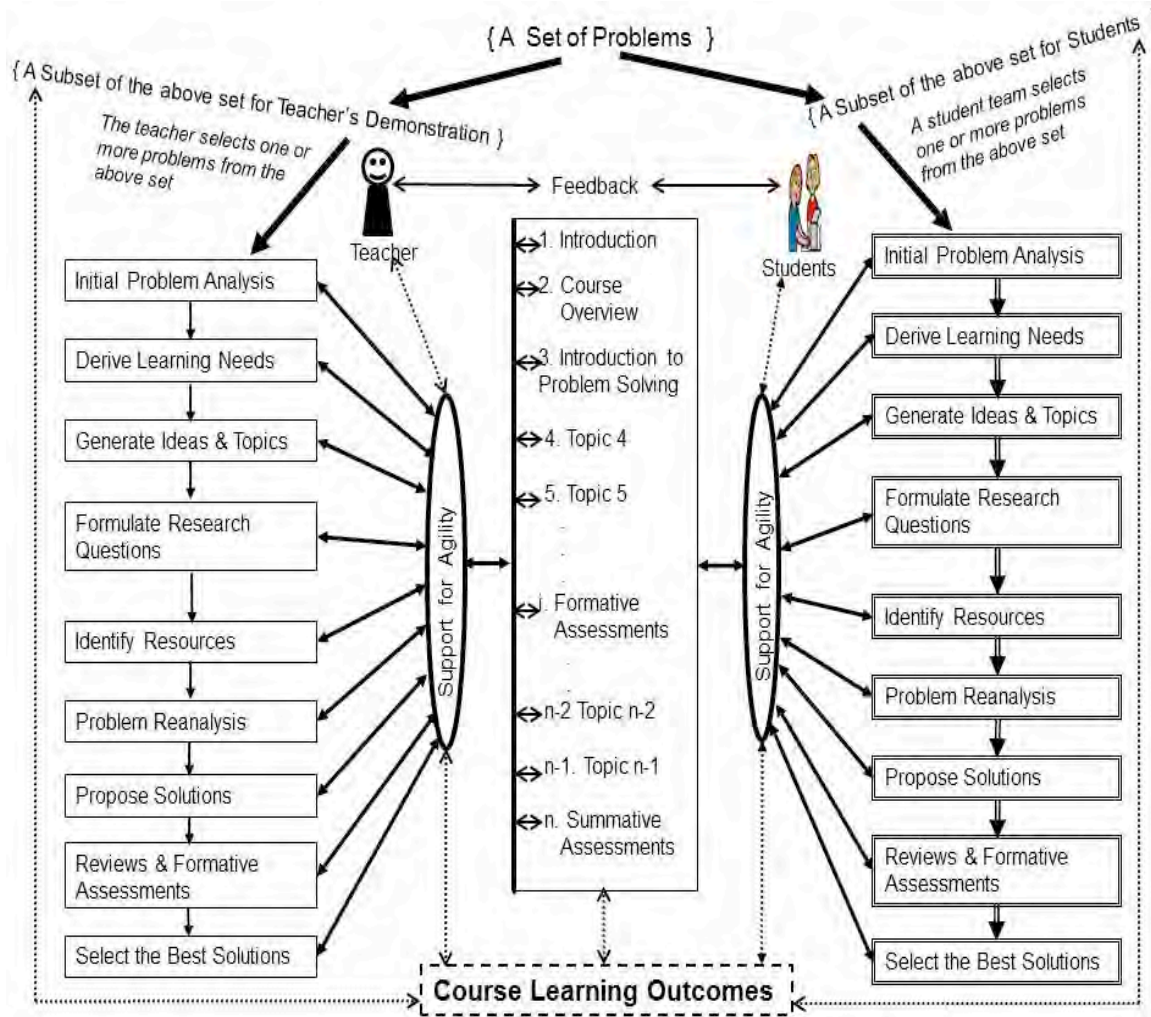 { A Set of Problems }
{ A Subset of the above set for Teacher's Demonstration }
The teacher selects one or
more problems from the
above set
{ A Subset of the above set for Students }
A student team selects
one or more problems
from the above set
Feedback
Teacher
Students
Initial Problem Analysis
Derive Learning Needs
Generate Ideas & Topics
Formulate Research
Questions
Identify Resources
Problem Reanalysis
Propose Solutions
Reviews & Formative
Assessments
Select the Best Solutions
Support for Agility
1. Introduction
2. Course
Overview
3. Introduction to
Problem Solving
4. Topic 4
5. Topic 5
.
.
.
i. Formative
Assessments
.
n-2 Topic n-2
n-1. Topic n-1
n. Summative
Assessments
Support for Agility
Initial Problem Analysis
Derive Learning Needs
Generate Ideas & Topics
Formulate Research
Questions
Identify Resources
Problem Reanalysis
Propose Solutions
Reviews & Formative
Assessments
Select the Best Solutions
Course Learning Outcomes